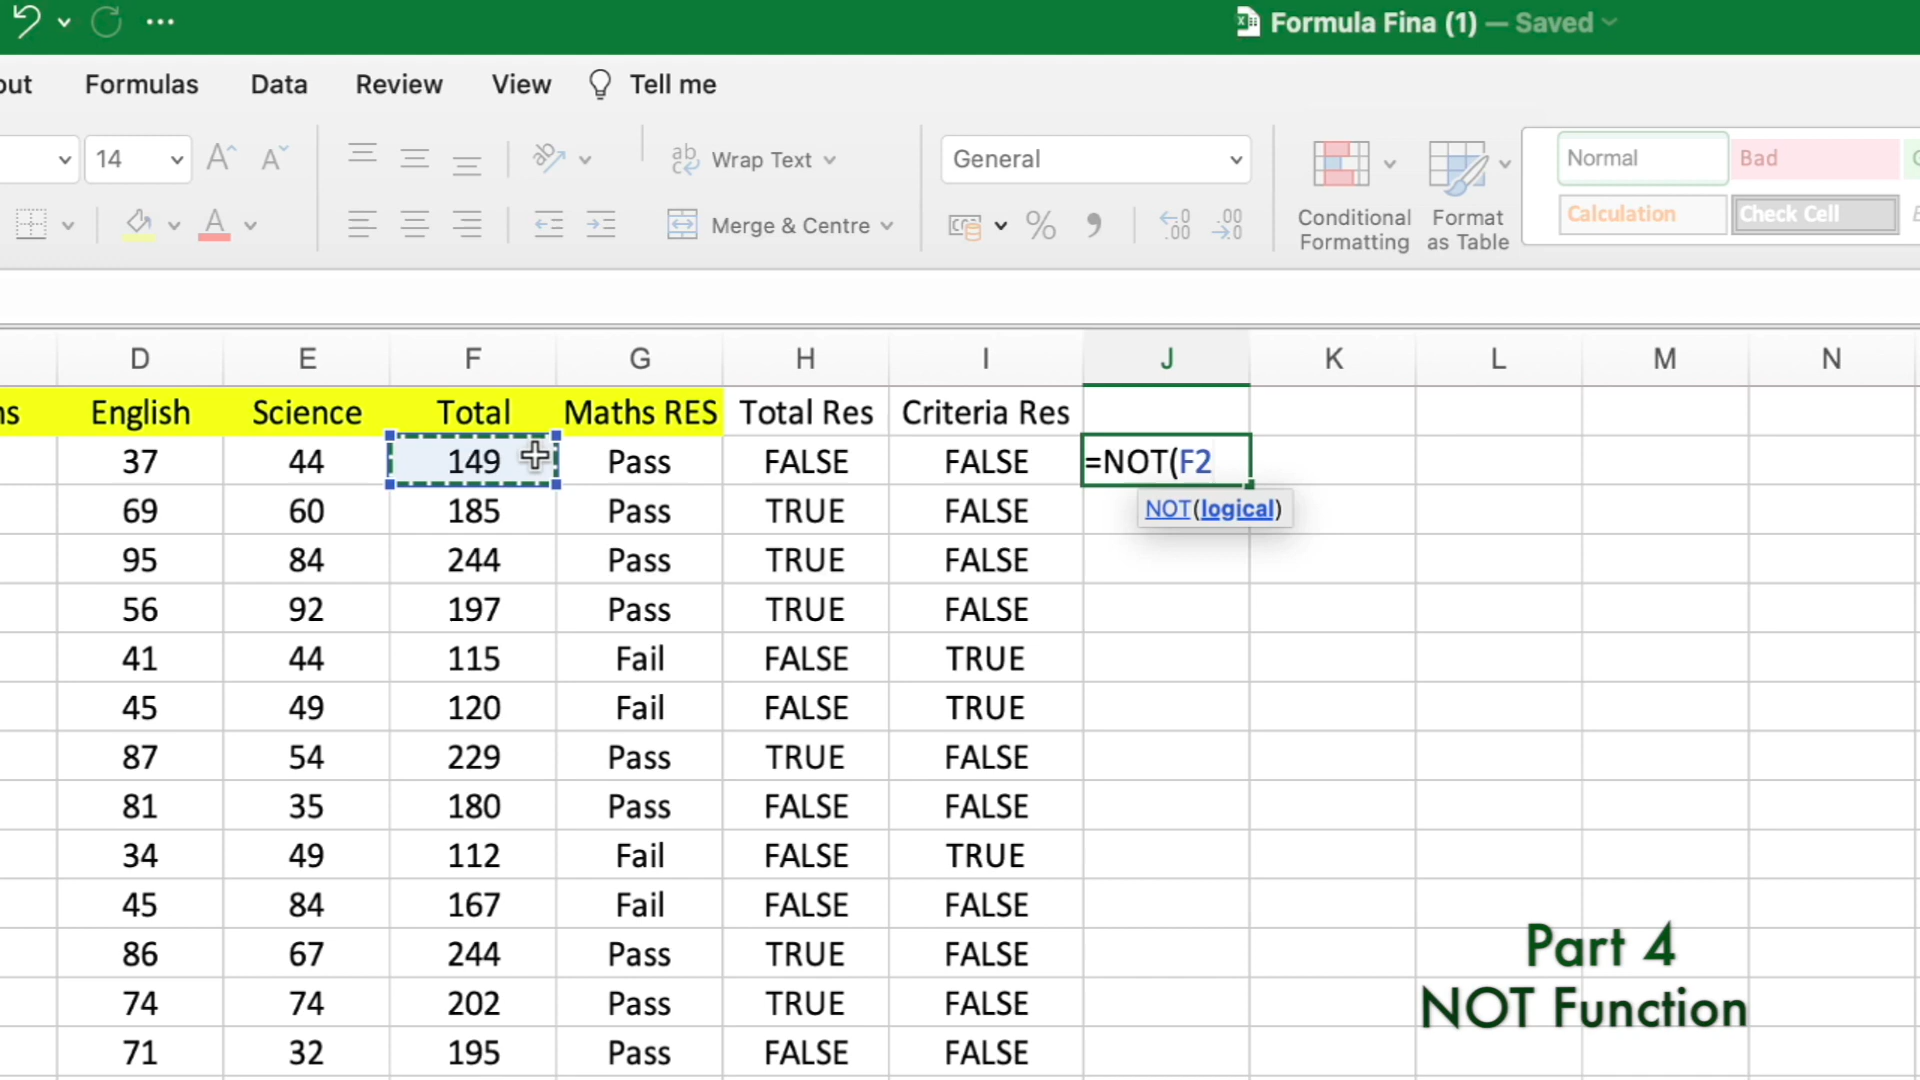 Formula Fina (1) — Saved
out Formulas Data Review View Tell me
14 Wrap Text General Normal Bad
Merge & Centre % Conditional Formatting Format as Table Calculation Check Cell
D E F G H I J K L M N
ns English Science Total Maths RES Total Res Criteria Res
37 44 149 Pass FALSE FALSE =NOT(F2
NOT(logical)
69 60 185 Pass TRUE FALSE
95 84 244 Pass TRUE FALSE
56 92 197 Pass TRUE FALSE
41 44 115 Fail FALSE TRUE
45 49 120 Fail FALSE TRUE
87 54 229 Pass TRUE FALSE
81 35 180 Pass FALSE FALSE
34 49 112 Fail FALSE TRUE
45 84 167 Fail FALSE FALSE
86 67 244 Pass TRUE FALSE
74 74 202 Pass TRUE FALSE
71 32 195 Pass FALSE FALSE
Part 4
NOT Function